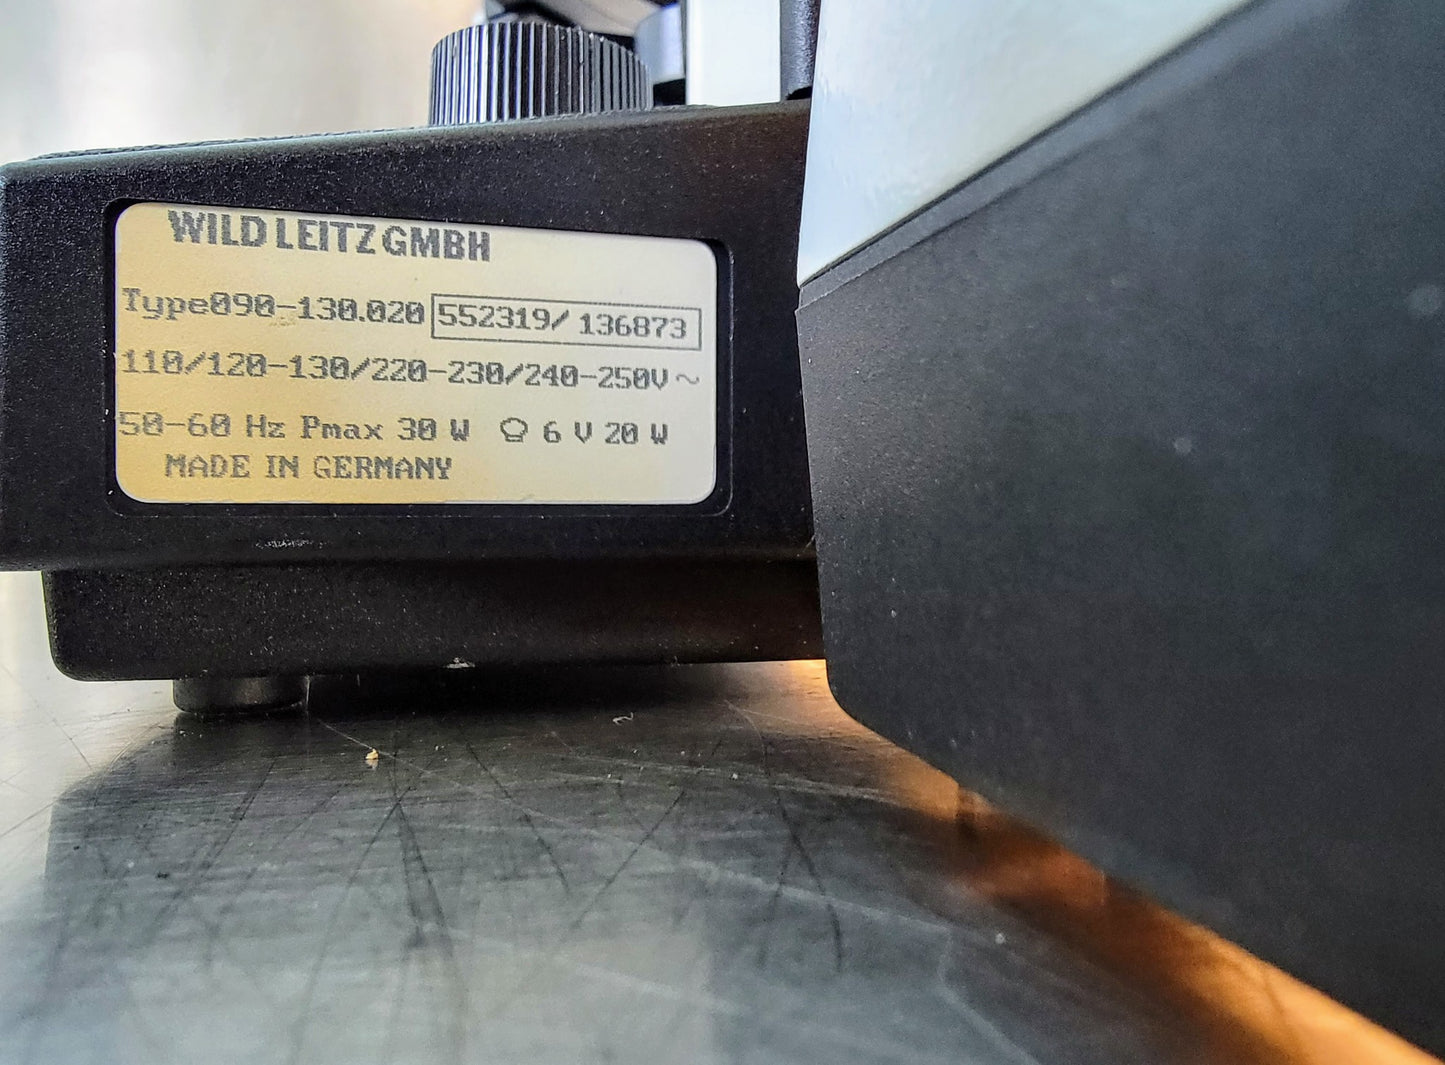 WILD LEITZ GMBH
Type090-130.020 552319/ 136873
110/120-130/220-230/240-250V ~
50-60 Hz Pmax 30 W 6 V 20 W
MADE IN GERMANY